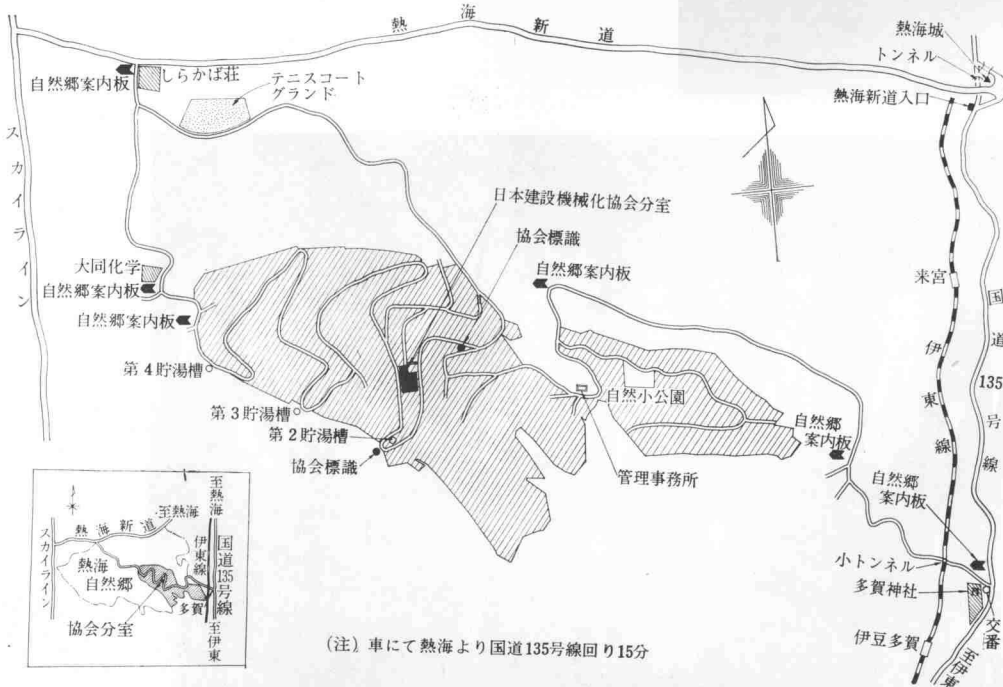 熱海新道
熱海城
トンネル
熱海新道入口
自然郷案内板
しらかば荘
テニスコート
グランド
スカイライン
日本建設機械化協会分室
協会標識
自然郷案内板
大同化学
自然郷案内板
自然郷案内板
第4貯湯槽
第3貯湯槽
第2貯湯槽
協会標識
自然小公園
管理事務所
自然郷
案内板
来宮
伊東線
国道135号線
自然郷
案内板
小トンネル
多賀神社
伊豆多賀
交番
至伊東
至熱海
至熱海
熱海新道
スカイライン
伊東線
国道135号線
熱海
自然郷
多賀
協会分室
至伊東
(注) 車にて熱海より国道135号線回り15分